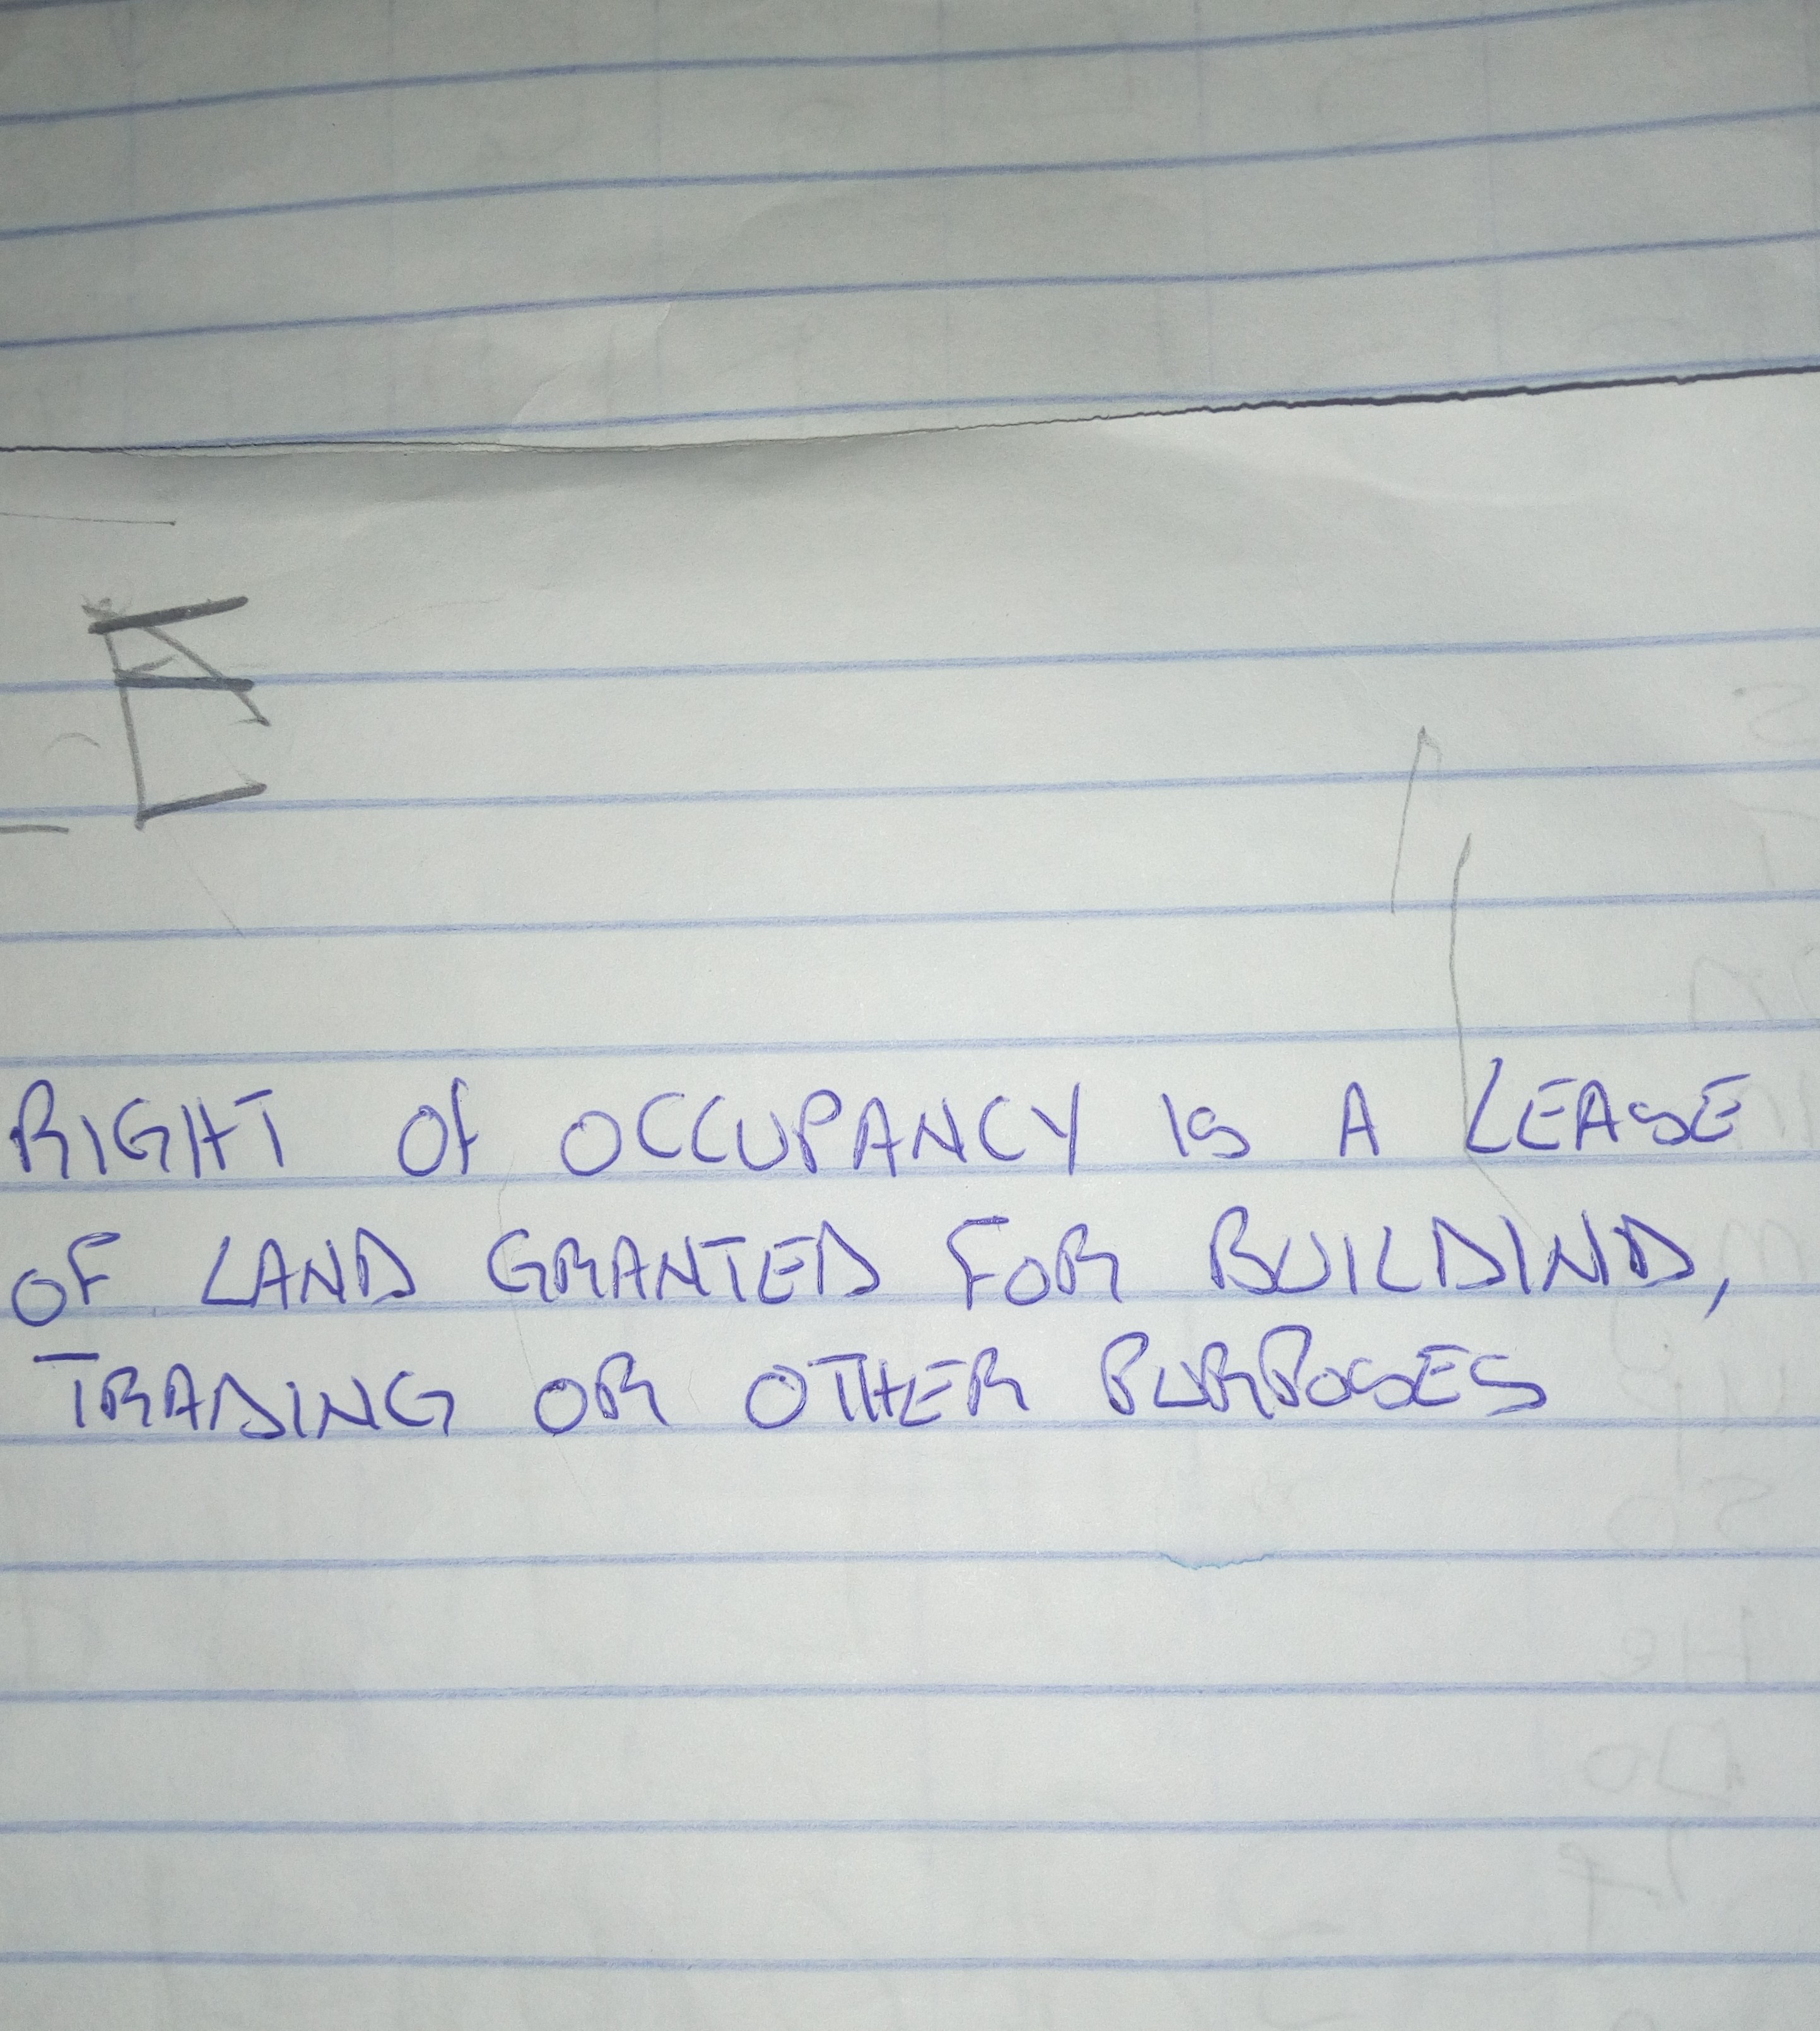 RIGHT Of OCCUPANCY IS A LEASE
OF LAND GRANTED FOR BUILDIND,
TRADING OR OTHER PURPOSES